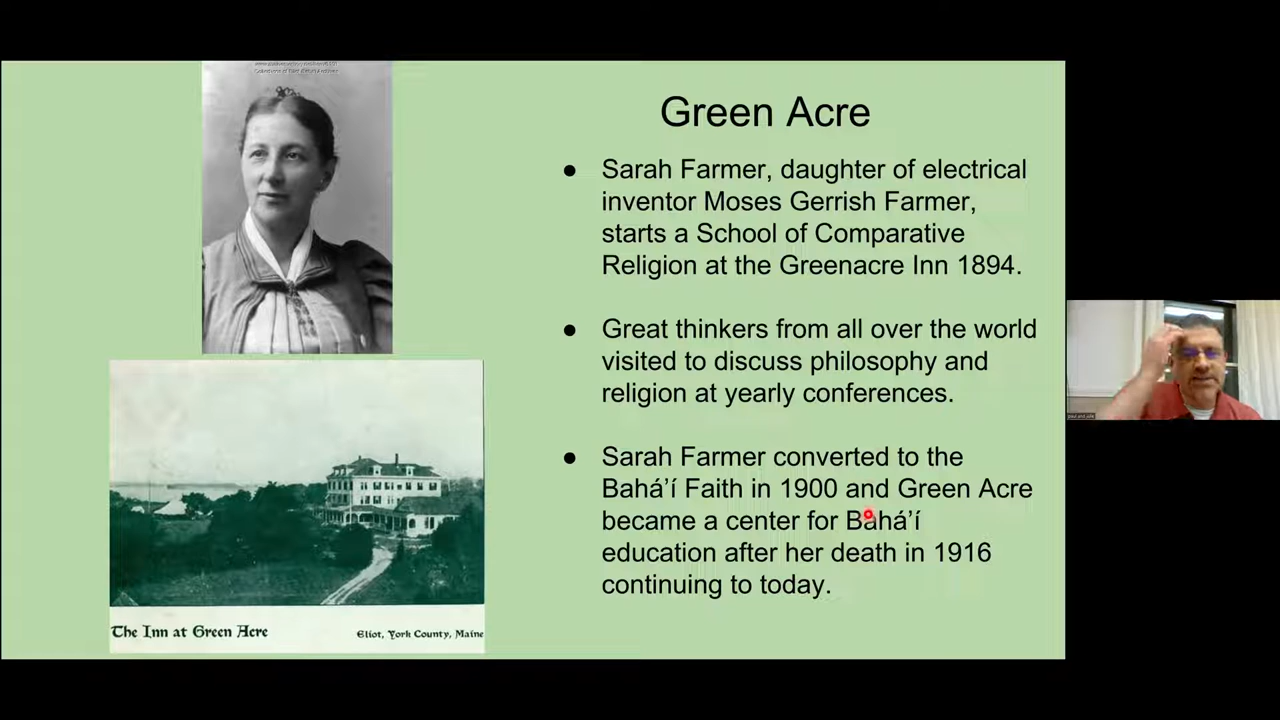 Green Acre
● Sarah Farmer, daughter of electrical
inventor Moses Gerrish Farmer,
starts a School of Comparative
Religion at the Greenacre Inn 1894.
● Great thinkers from all over the world
visited to discuss philosophy and
religion at yearly conferences.
● Sarah Farmer converted to the
Bahá’í Faith in 1900 and Green Acre
became a center for Bahá’í
education after her death in 1916
continuing to today.
The Inn at Green Acre
Eliot, York County, Maine